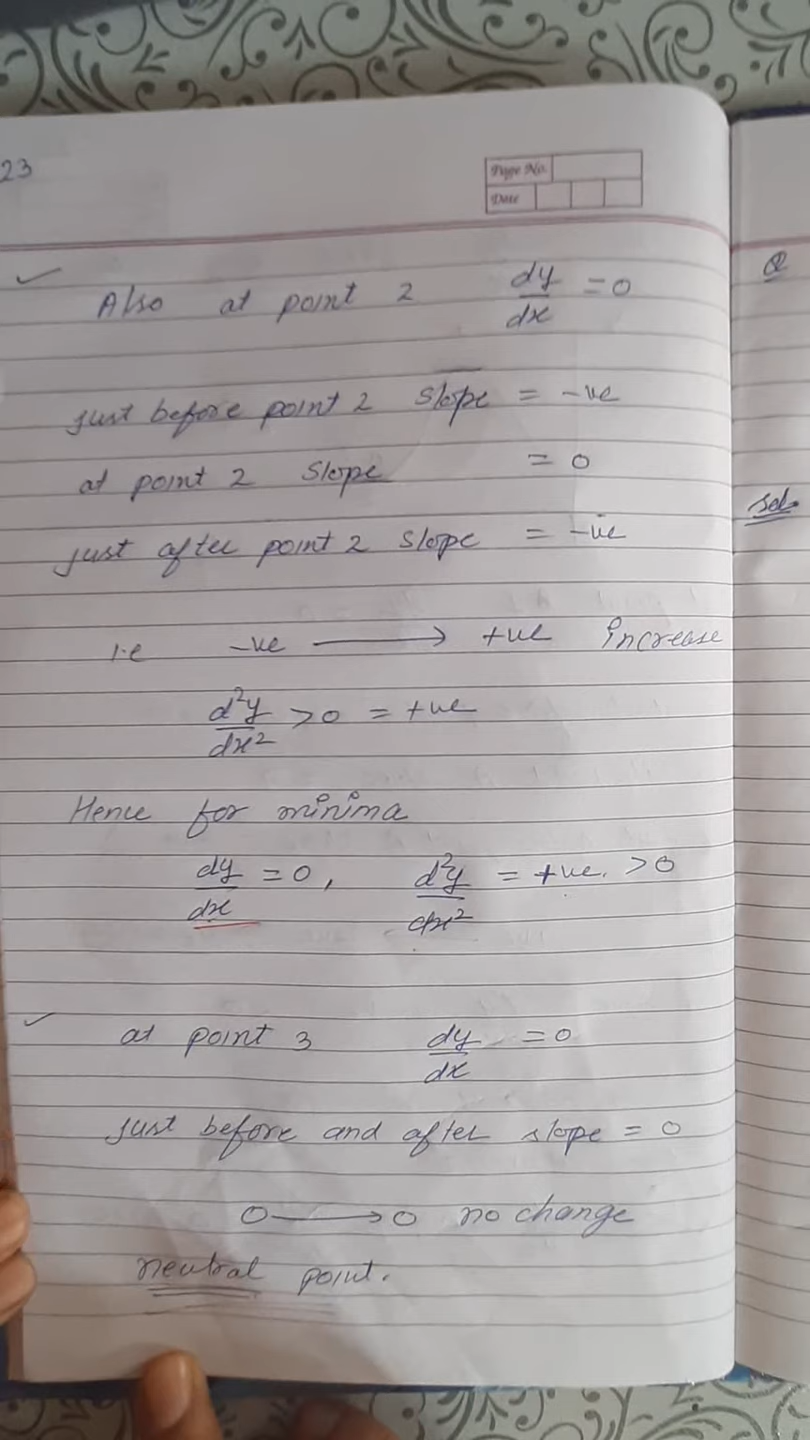 23
Page No.
Date
Also at point 2 dy/dx = 0
Q
just before point 2 slope = -ve
at point 2 slope = 0
Sol.
just after point 2 slope = -ve
i.e -ve → +ve increase
d²y/dx² > 0 = +ve
Hence for minima
dy/dx = 0, d²y/dx² = +ve. > 0
at point 3 dy/dx = 0
just before and after slope = 0
0 → 0 no change
neutral point.